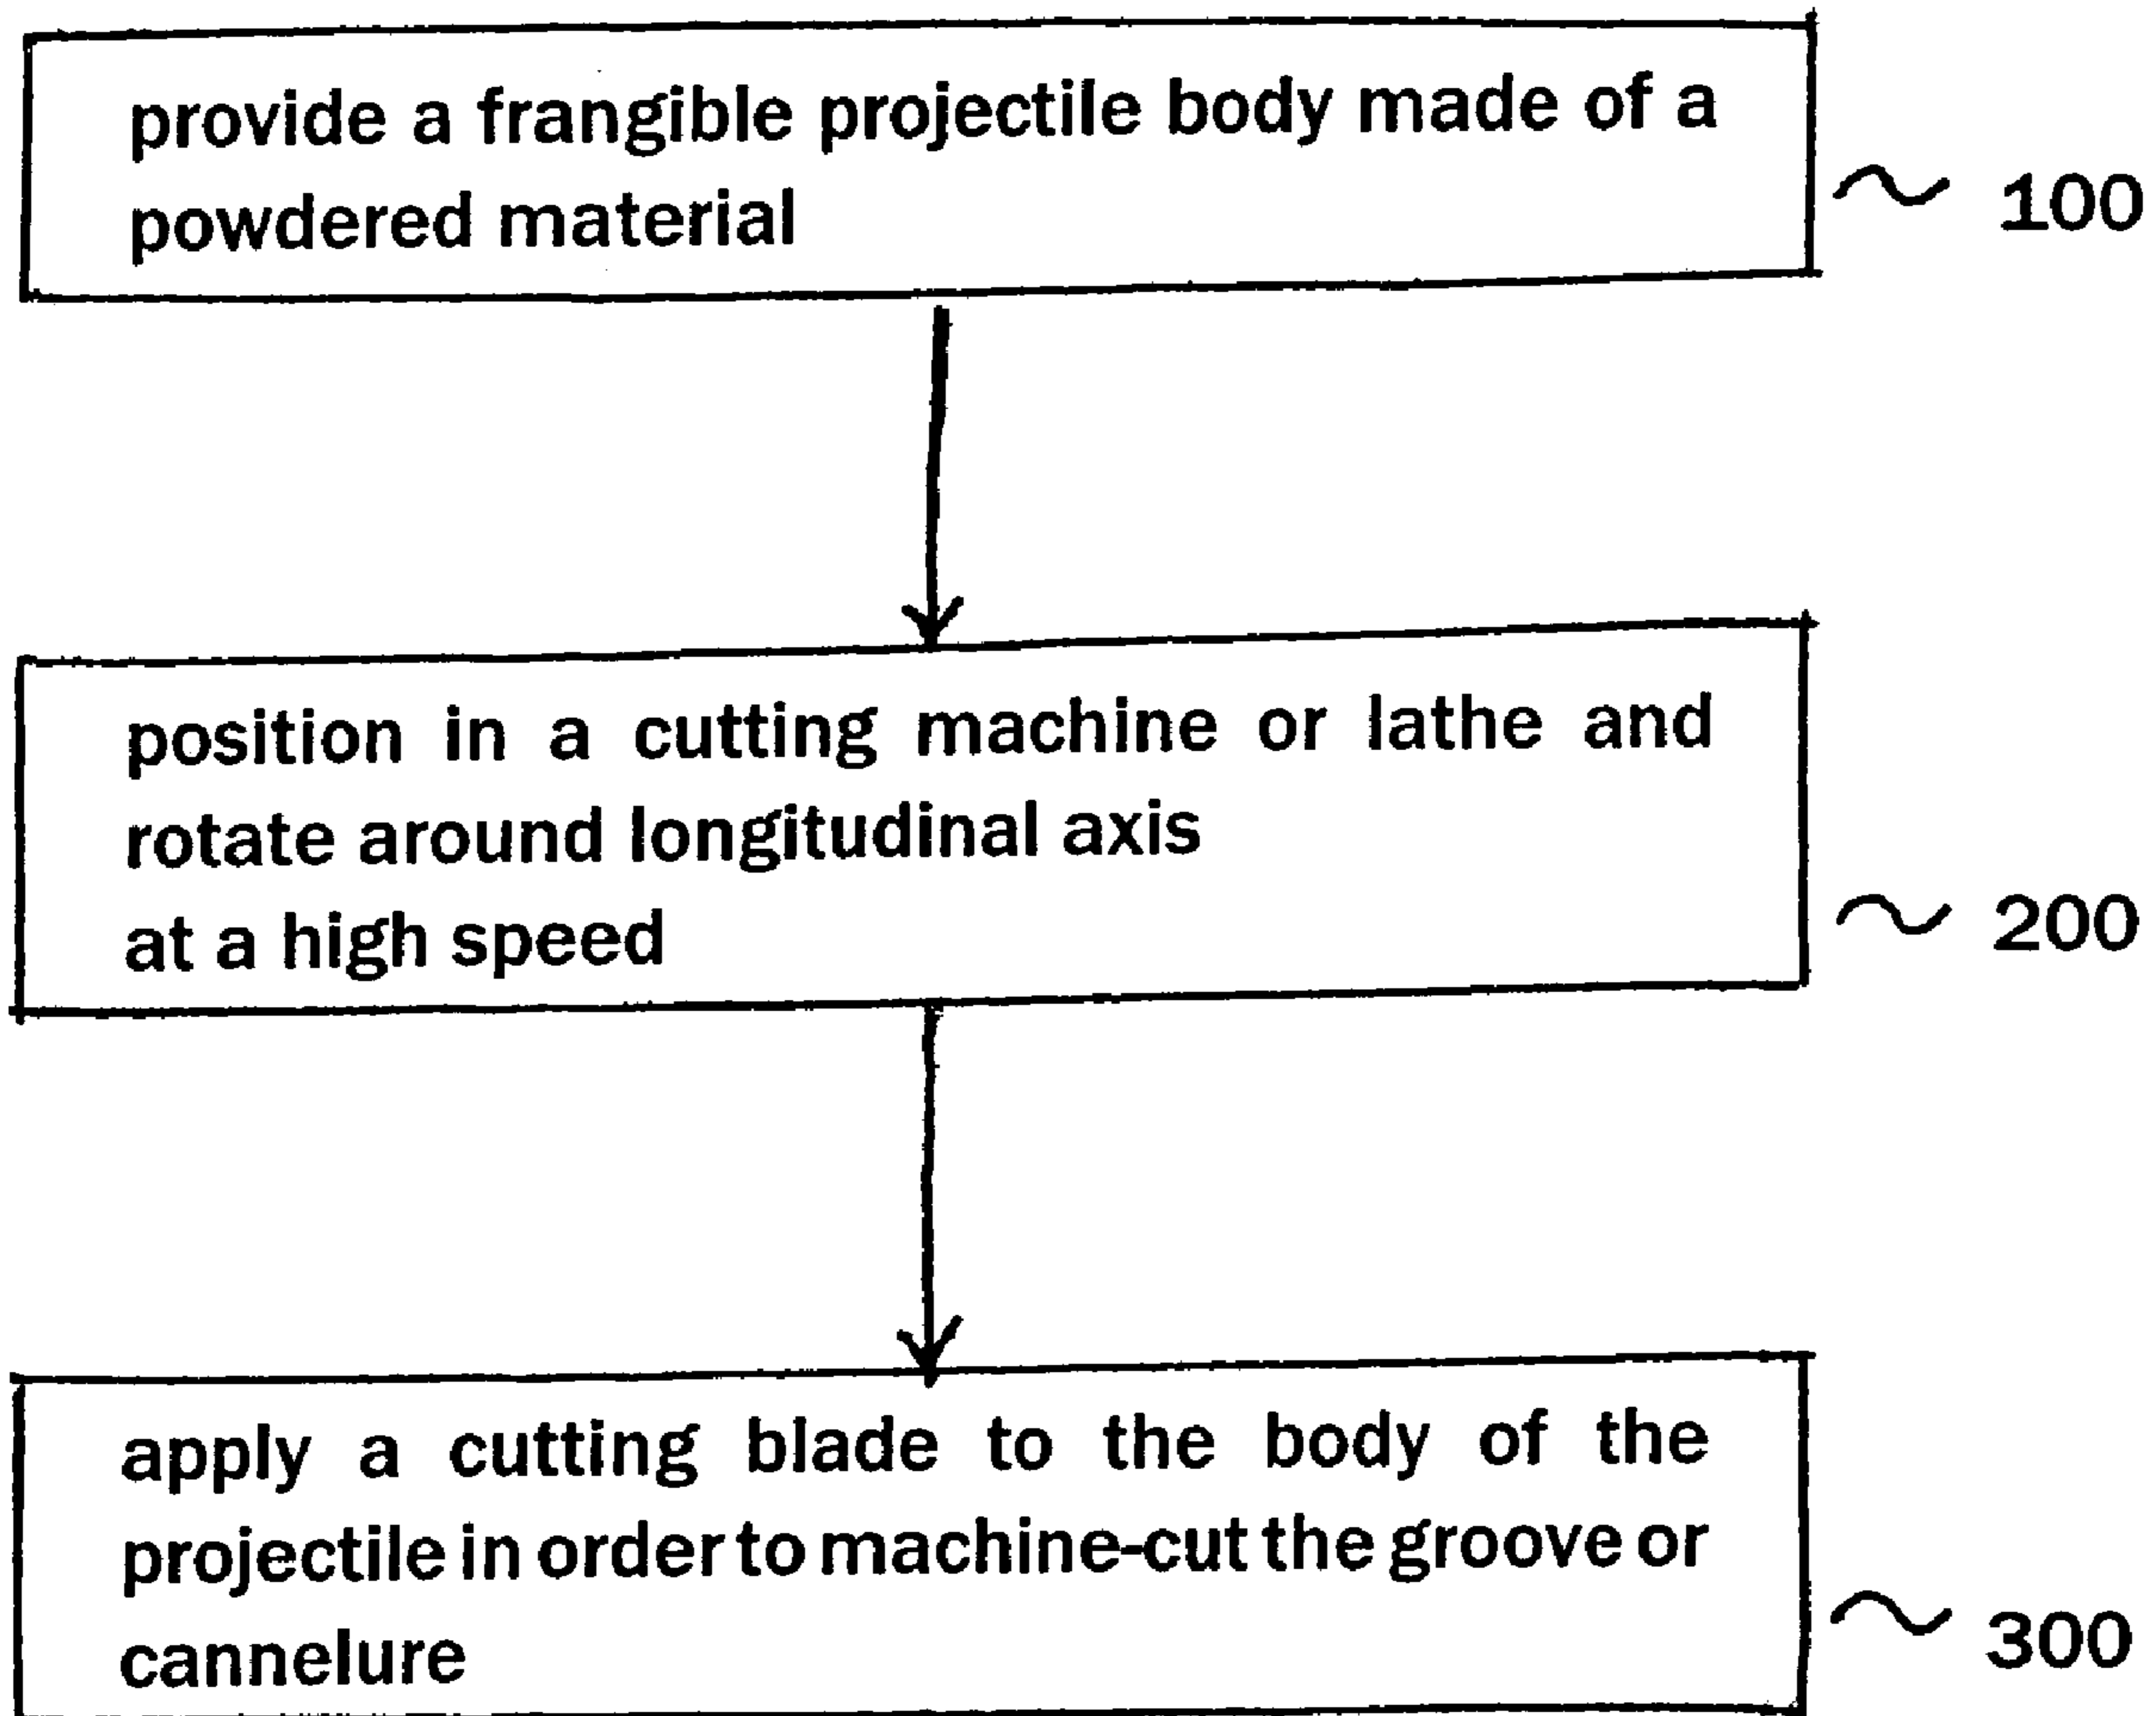 provide a frangible projectile body made of a
powdered material
100
position in a cutting machine or lathe and
rotate around longitudinal axis
at a high speed
200
apply a cutting blade to the body of the
projectile in order to machine-cut the groove or
cannelure
300